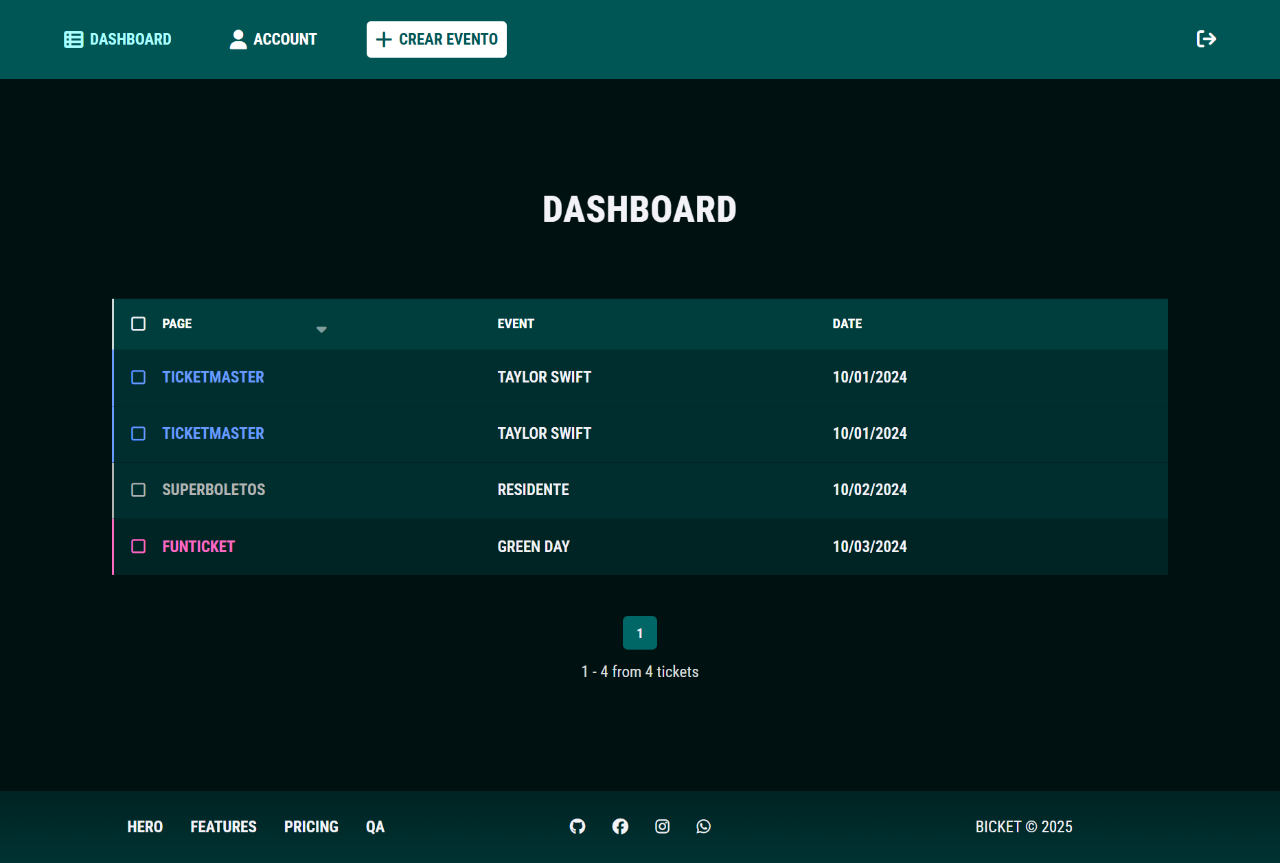 DASHBOARD ACCOUNT CREAR EVENTO
DASHBOARD
PAGE EVENT DATE
TICKETMASTER TAYLOR SWIFT 10/01/2024
TICKETMASTER TAYLOR SWIFT 10/01/2024
SUPERBOLETOS RESIDENTE 10/02/2024
FUNTICKET GREEN DAY 10/03/2024
1
1 - 4 from 4 tickets
HERO FEATURES PRICING QA BICKET © 2025